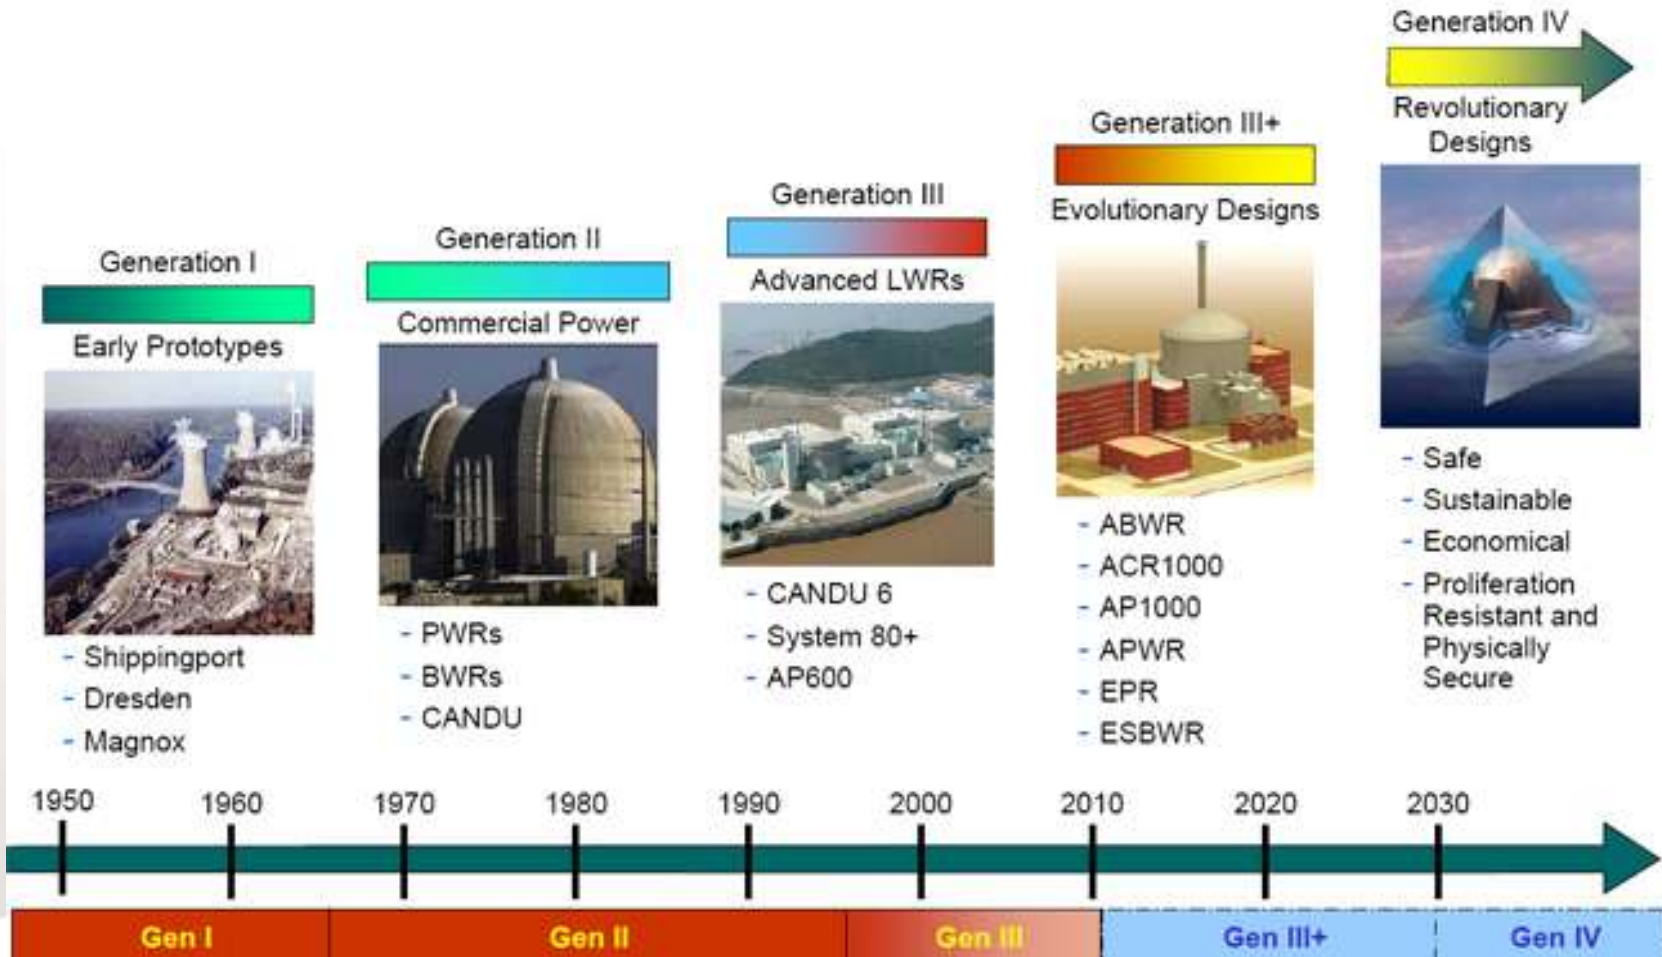 Generation I
Early Prototypes
- Shippingport
- Dresden
- Magnox
Generation II
Commercial Power
- PWRs
- BWRs
- CANDU
Generation III
Advanced LWRs
- CANDU 6
- System 80+
- AP600
Generation III+
Evolutionary Designs
- ABWR
- ACR1000
- AP1000
- APWR
- EPR
- ESBWR
Generation IV
Revolutionary
Designs
- Safe
- Sustainable
- Economical
- Proliferation
Resistant and
Physically
Secure
1950 1960 1970 1980 1990 2000 2010 2020 2030
Gen I Gen II Gen III Gen III+ Gen IV